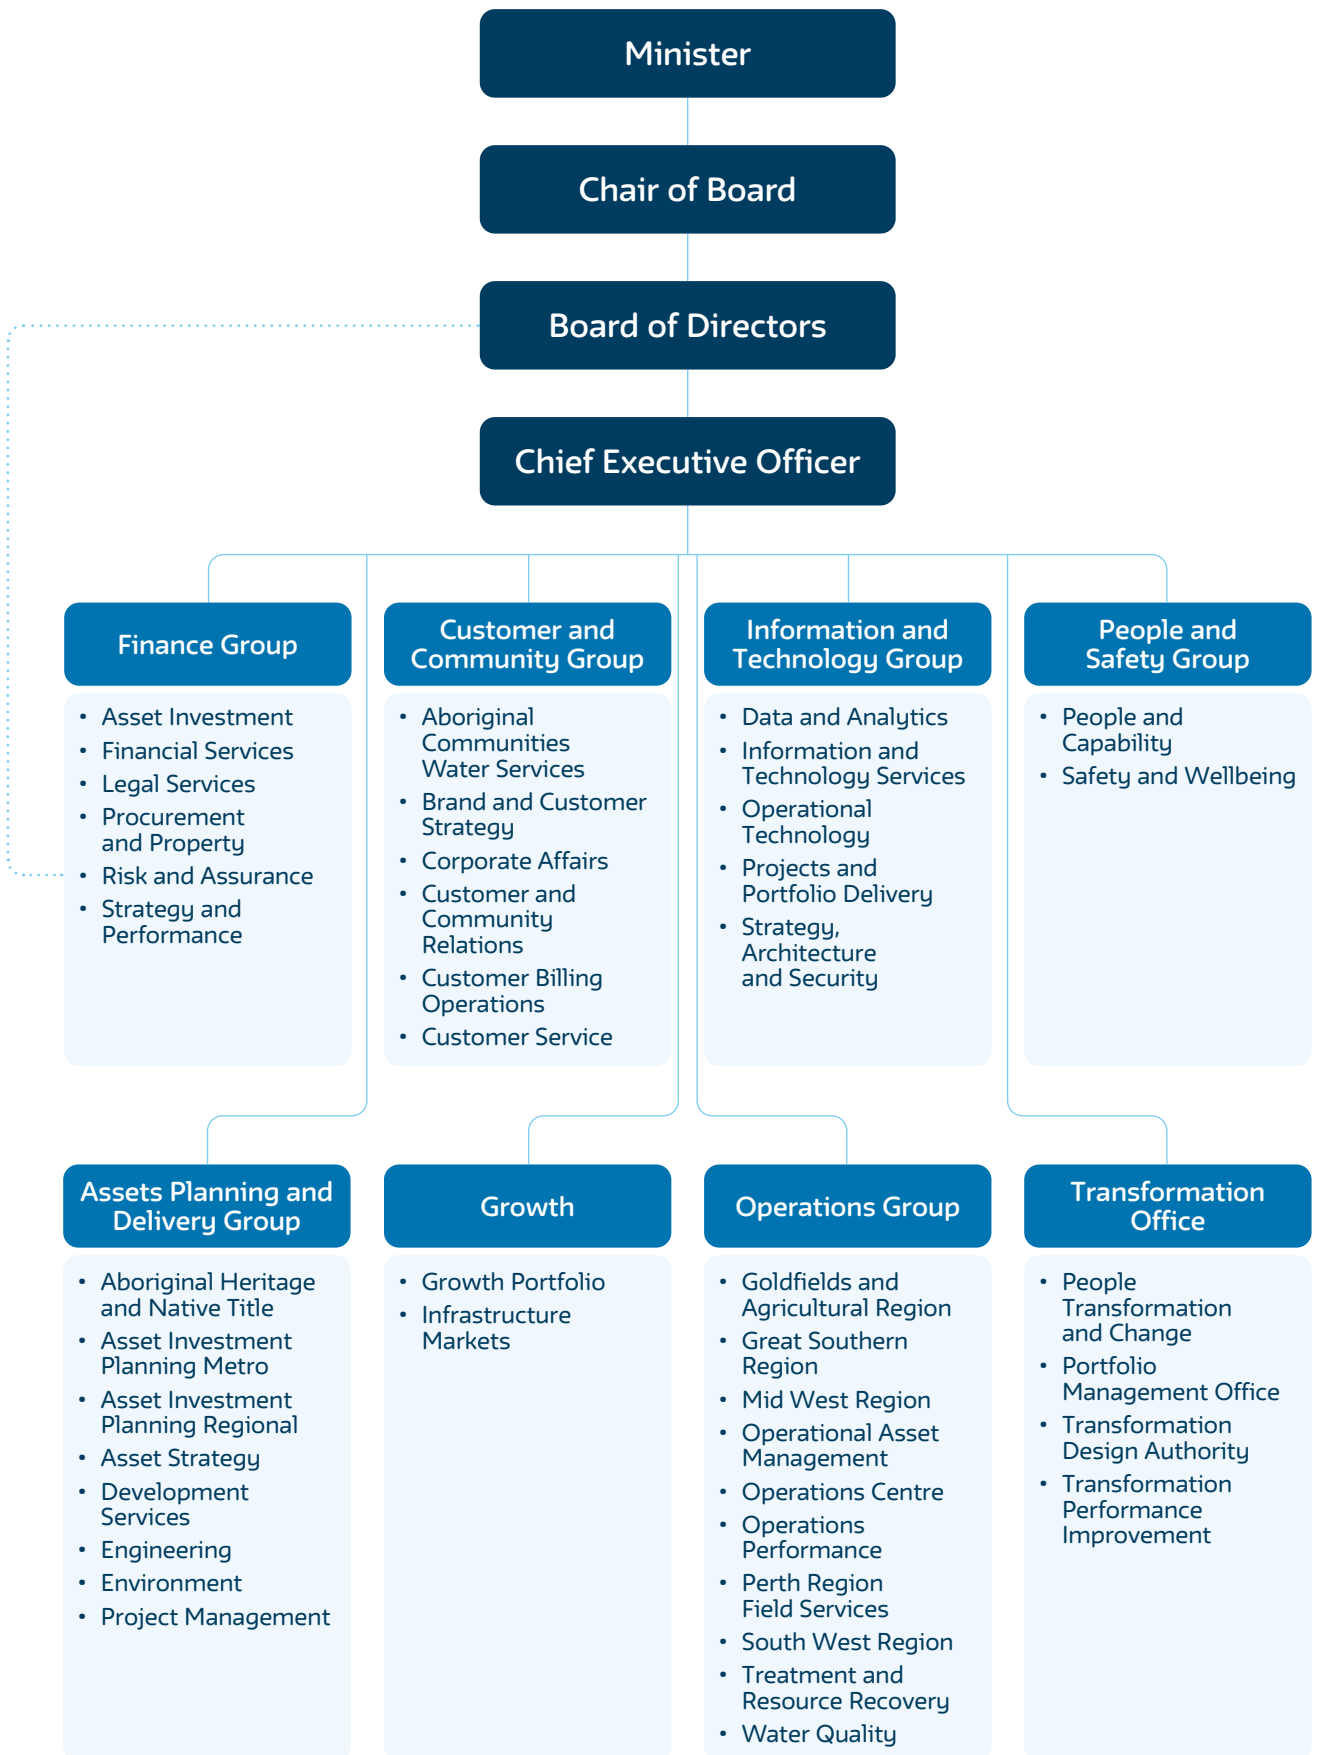 Minister
Chair of Board
Board of Directors
Chief Executive Officer
Finance Group
• Asset Investment
• Financial Services
• Legal Services
• Procurement
and Property
• Risk and Assurance
• Strategy and
Performance
Customer and
Community Group
• Aboriginal
Communities
Water Services
• Brand and Customer
Strategy
• Corporate Affairs
• Customer and
Community
Relations
• Customer Billing
Operations
• Customer Service
Information and
Technology Group
• Data and Analytics
• Information and
Technology Services
• Operational
Technology
• Projects and
Portfolio Delivery
• Strategy,
Architecture
and Security
People and
Safety Group
• People and
Capability
• Safety and Wellbeing
Assets Planning and
Delivery Group
• Aboriginal Heritage
and Native Title
• Asset Investment
Planning Metro
• Asset Investment
Planning Regional
• Asset Strategy
• Development
Services
• Engineering
• Environment
• Project Management
Growth
• Growth Portfolio
• Infrastructure
Markets
Operations Group
• Goldfields and
Agricultural Region
• Great Southern
Region
• Mid West Region
• Operational Asset
Management
• Operations Centre
• Operations
Performance
• Perth Region
Field Services
• South West Region
• Treatment and
Resource Recovery
• Water Quality
Transformation
Office
• People
Transformation
and Change
• Portfolio
Management Office
• Transformation
Design Authority
• Transformation
Performance
Improvement